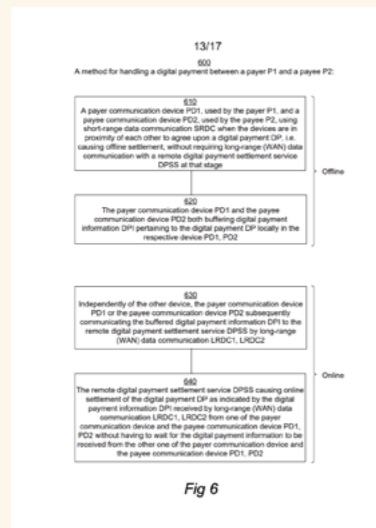 13/17
600
A method for handling a digital payment between a payer P1 and a payee P2:
610
A payer communication device PD1, used by the payer P1, and a
payee communication device PD2, used by the payee P2, using
short-range data communication SRDC when the devices are in
proximity of each other to agree upon a digital payment DP, i.e.
causing offline settlement, without requiring long-range (WAN) data
communication with a remote digital payment settlement service
DPSS at that stage
Offline
620
The payer communication device PD1 and the payee
communication device PD2 both buffering digital payment
information DPI pertaining to the digital payment DP locally in the
respective device PD1, PD2
630
Independently of the other device, the payer communication device
PD1 or the payee communication device PD2 subsequently
communicating the buffered digital payment information DPI to the
remote digital payment settlement service DPSS by long-range
(WAN) data communication LRDC1, LRDC2
Online
640
The remote digital payment settlement service DPSS causing online
settlement of the digital payment DP as indicated by the digital
payment information DPI received by long-range (WAN) data
communication LRDC1, LRDC2 from one of the payer
communication device and the payee communication device PD1,
PD2 without having to wait for the digital payment information to be
received from the other one of the payer communication device and
the payee communication device PD1, PD2
Fig 6